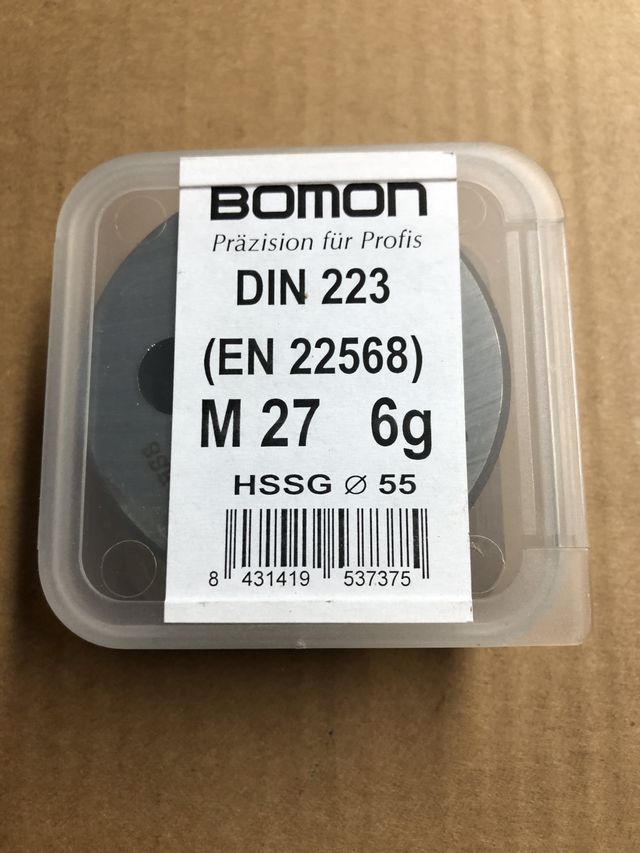 BOMON
Präzision für Profis
DIN 223
(EN 22568)
M 27 6g
HSSG Ø 55
8 431419 537375